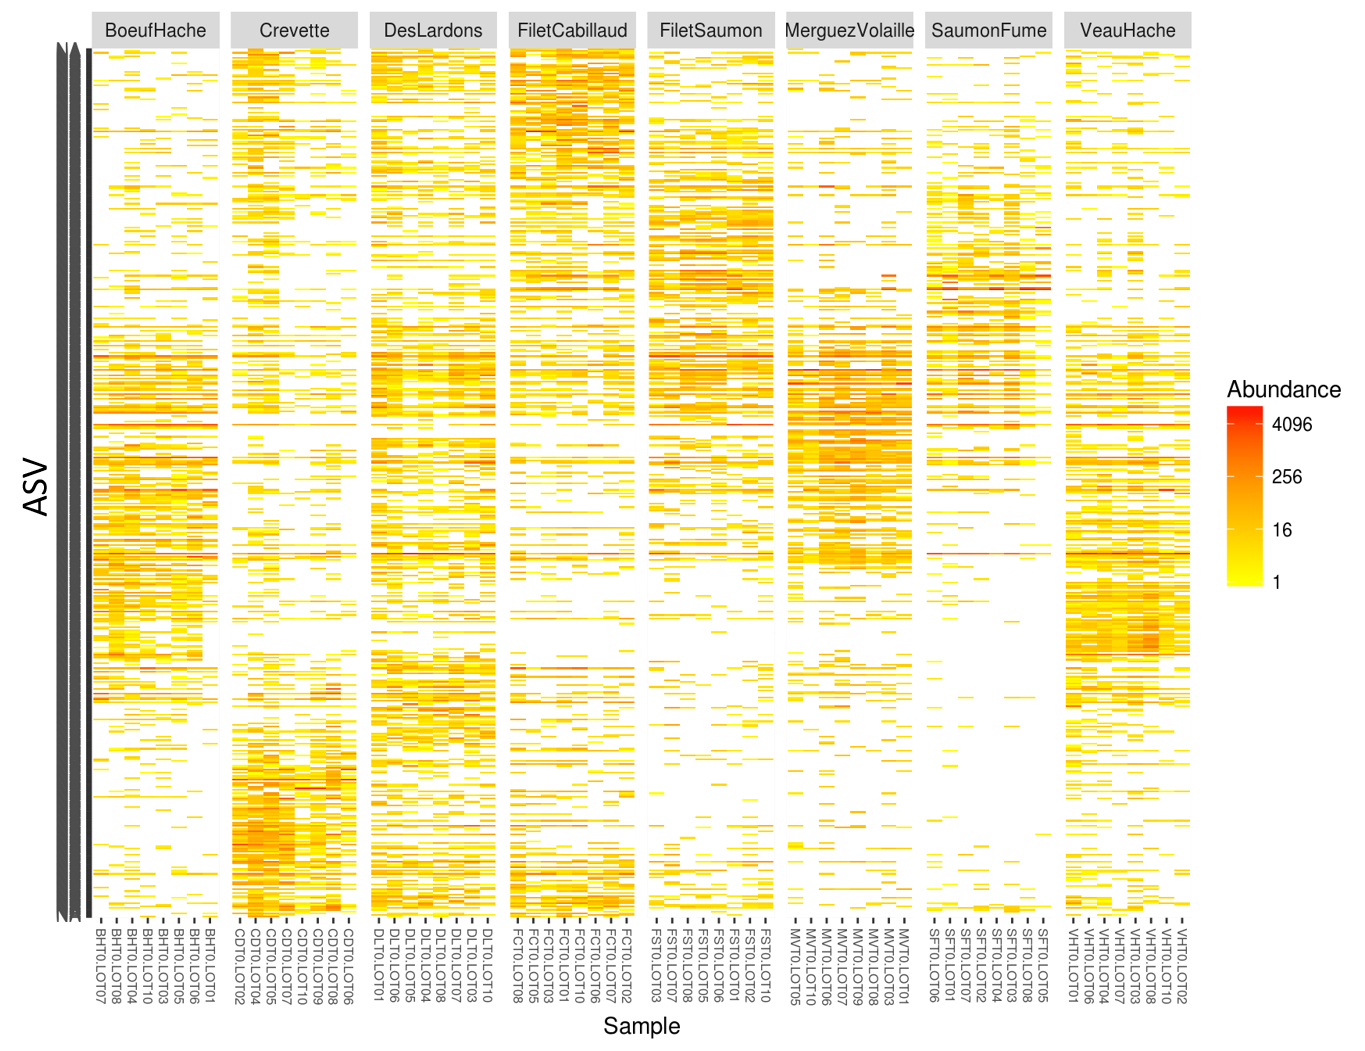 BoeufHache Crevette DesLardons FiletCabillaud FiletSaumon MerguezVolaille SaumonFume VeauHache
ASV
Abundance
4096
256
16
1
BHT0.LOT07 BHT0.LOT08 BHT0.LOT04 BHT0.LOT10 BHT0.LOT03 BHT0.LOT05 BHT0.LOT06 BHT0.LOT01 CDT0.LOT02 CDT0.LOT04 CDT0.LOT05 CDT0.LOT07 CDT0.LOT10 CDT0.LOT09 CDT0.LOT08 CDT0.LOT06 DLT0.LOT01 DLT0.LOT06 DLT0.LOT05 DLT0.LOT04 DLT0.LOT08 DLT0.LOT07 DLT0.LOT03 DLT0.LOT10 FCT0.LOT08 FCT0.LOT05 FCT0.LOT03 FCT0.LOT01 FCT0.LOT10 FCT0.LOT06 FCT0.LOT07 FCT0.LOT02 FST0.LOT03 FST0.LOT07 FST0.LOT08 FST0.LOT05 FST0.LOT06 FST0.LOT01 FST0.LOT02 FST0.LOT10 MVT0.LOT05 MVT0.LOT10 MVT0.LOT06 MVT0.LOT07 MVT0.LOT09 MVT0.LOT08 MVT0.LOT03 MVT0.LOT01 SFT0.LOT06 SFT0.LOT01 SFT0.LOT07 SFT0.LOT02 SFT0.LOT04 SFT0.LOT03 SFT0.LOT08 SFT0.LOT05 VHT0.LOT01 VHT0.LOT06 VHT0.LOT04 VHT0.LOT07 VHT0.LOT03 VHT0.LOT08 VHT0.LOT10 VHT0.LOT02
Sample